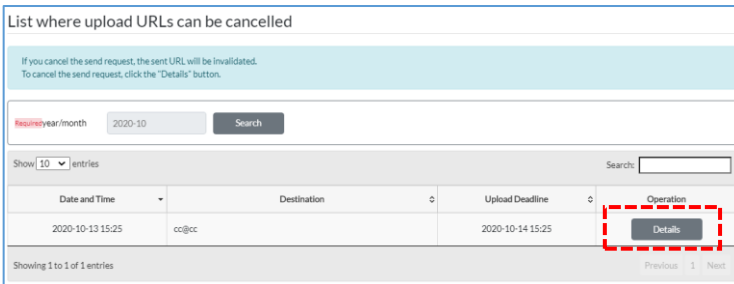 List where upload URLs can be cancelled
If you cancel the send request, the sent URL will be invalidated.
To cancel the send request, click the "Details" button.
Required year/month 2020-10 Search
Show 10 entries Search:
Date and Time Destination Upload Deadline Operation
2020-10-13 15:25 cc@cc 2020-10-14 15:25 Details
Showing 1 to 1 of 1 entries Previous 1 Next